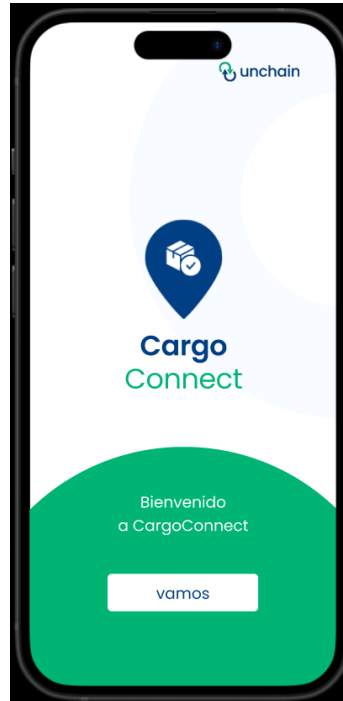 unchain
Cargo
Connect
Bienvenido
a CargoConnect
vamos